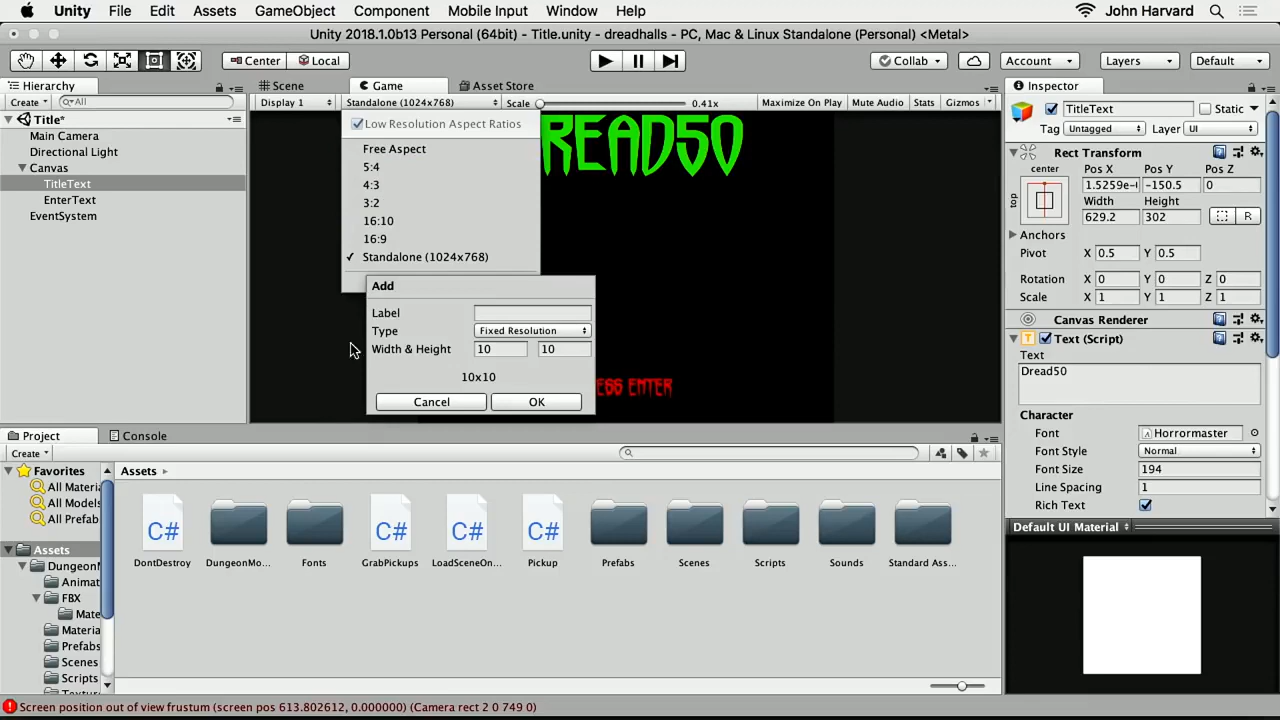 Unity File Edit Assets GameObject Component Mobile Input Window Help John Harvard
Unity 2018.1.0b13 Personal (64bit) - Title.unity - dreadhalls - PC, Mac & Linux Standalone (Personal) <Metal>
Center Local Collab Account Layers Default
Hierarchy Scene Game Asset Store Inspector
Create All Display 1 Standalone (1024x768) Scale 0.41x Maximize On Play Mute Audio Stats Gizmos
Title*
Main Camera
Directional Light
Canvas
TitleText
EnterText
EventSystem
Low Resolution Aspect Ratios
Free Aspect
5:4
4:3
3:2
16:10
16:9
Standalone (1024x768)
READ50
Add
Label
Type Fixed Resolution
Width & Height 10 10
10x10
Cancel OK
ESS ENTER
TitleText Static
Tag Untagged Layer UI
Rect Transform
center Pos X Pos Y Pos Z
top 1.5259e- -150.5 0
Width Height
629.2 302 R
Anchors
Pivot X 0.5 Y 0.5
Rotation X 0 Y 0 Z 0
Scale X 1 Y 1 Z 1
Canvas Renderer
Text (Script)
Text
Dread50
Character
Font Horrormaster
Font Style Normal
Font Size 194
Line Spacing 1
Rich Text
Default UI Material
Project Console
Create
Favorites
All Materi
All Models
All Prefab
Assets
DungeonM
Animat
FBX
Mate
Materia
Prefabs
Scenes
Scripts
Assets
C# C# C# C#
DontDestroy DungeonMo... Fonts GrabPickups LoadSceneOn... Pickup Prefabs Scenes Scripts Sounds Standard Ass...
Screen position out of view frustum (screen pos 613.802612, 0.000000) (Camera rect 2 0 749 0)